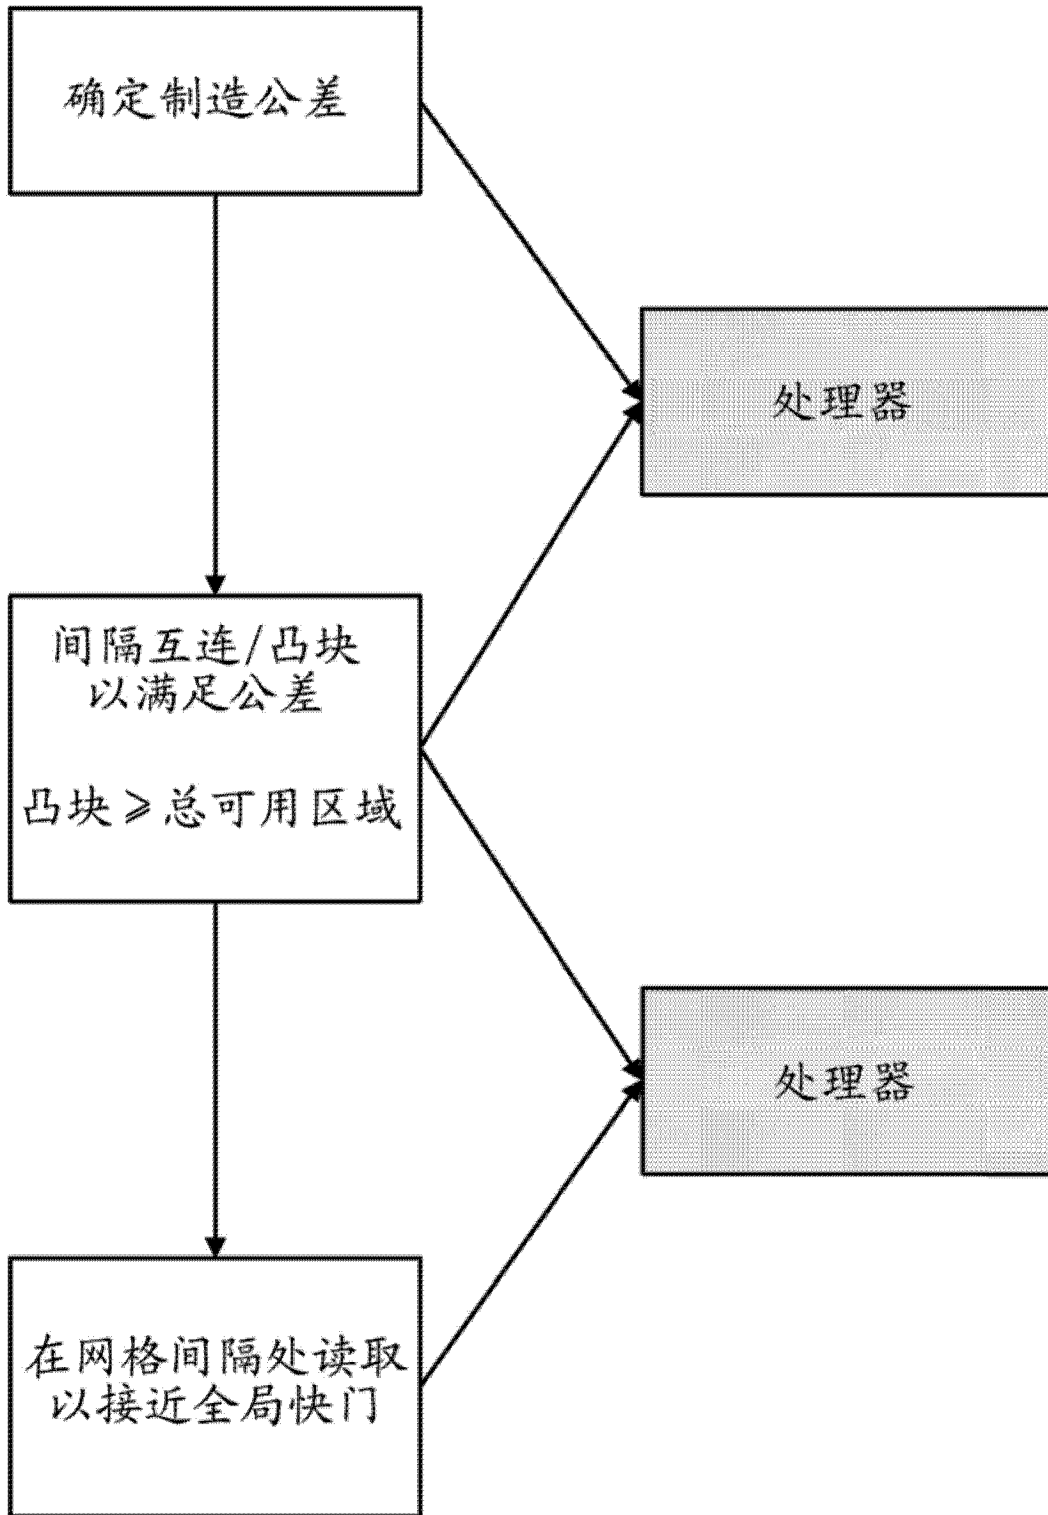 确定制造公差
处理器
间隔互连/凸块
以满足公差
凸块≥总可用区域
处理器
在网格间隔处读取
以接近全局快门